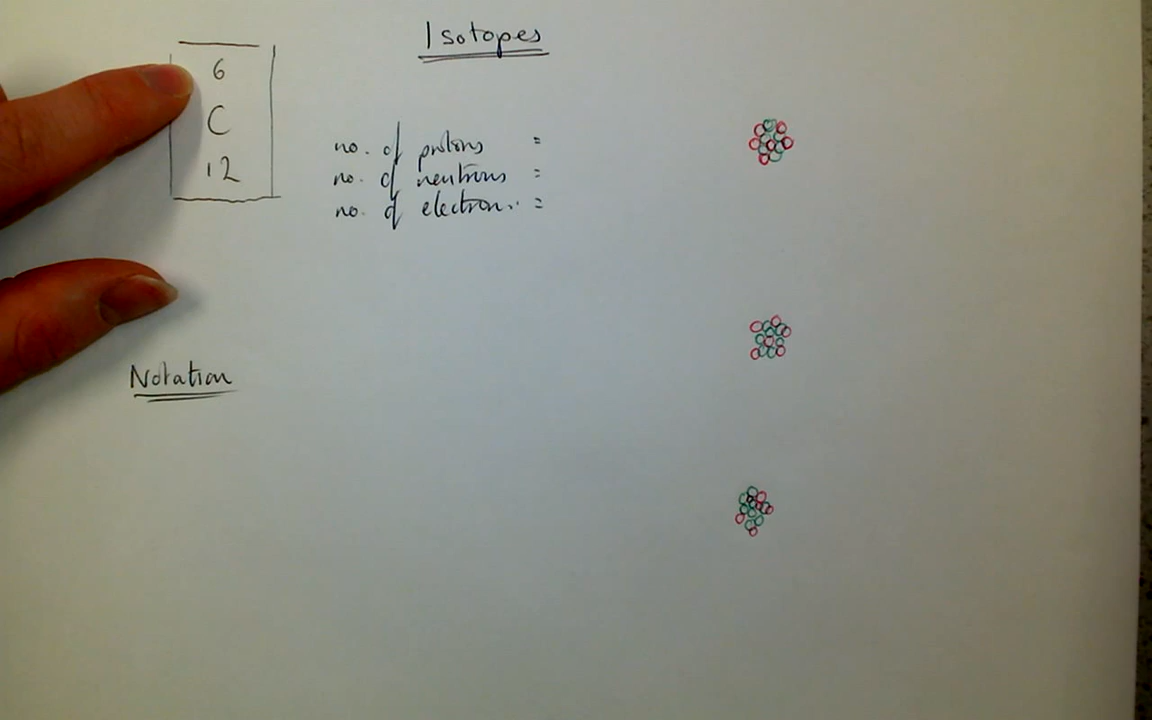 Isotopes
6
C
12
no. of protons =
no. of neutrons =
no. of electrons =
Notation